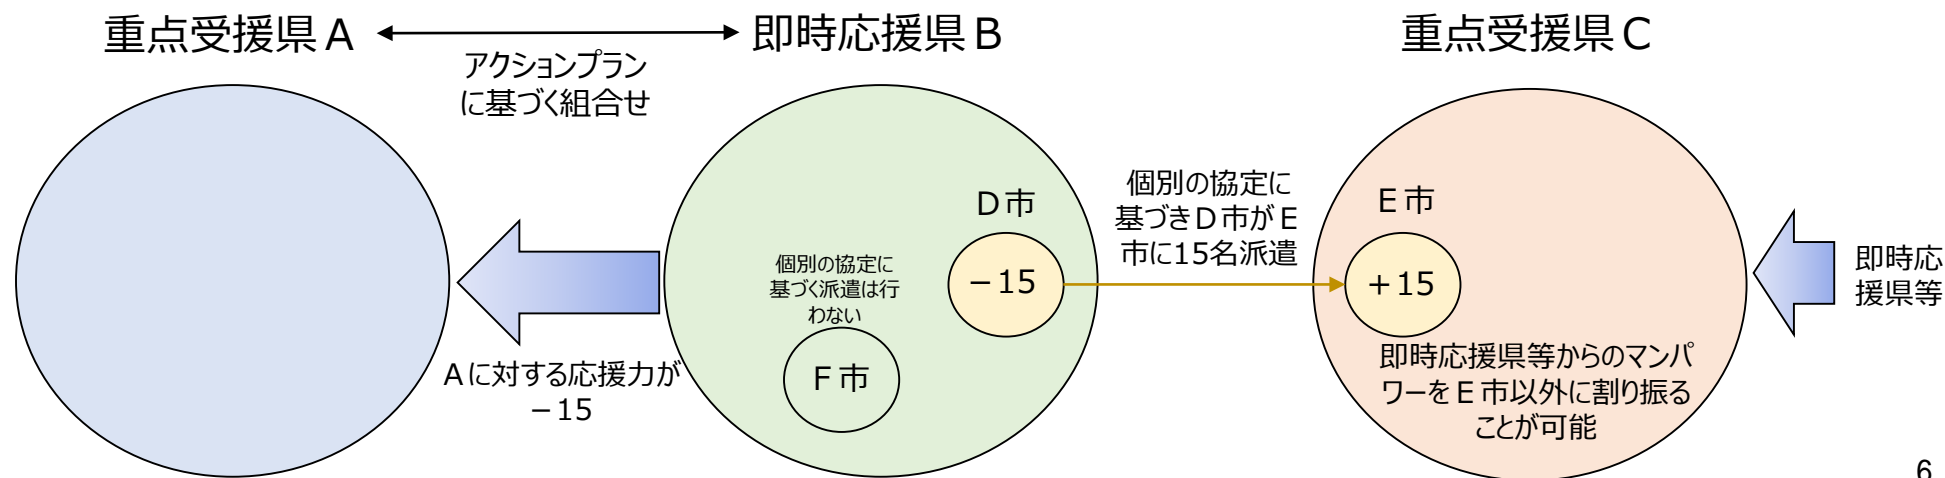 重点受援県A
即時応援県B
重点受援県C
アクションプラン
に基づく組合せ
D市
－15
個別の協定に
基づく派遣は行
わない
F市
Aに対する応援力が
－15
個別の協定に
基づきD市がE
市に15名派遣
E市
＋15
即時応援県等からのマンパ
ワーをE市以外に割り振る
ことが可能
即時応
援県等
6